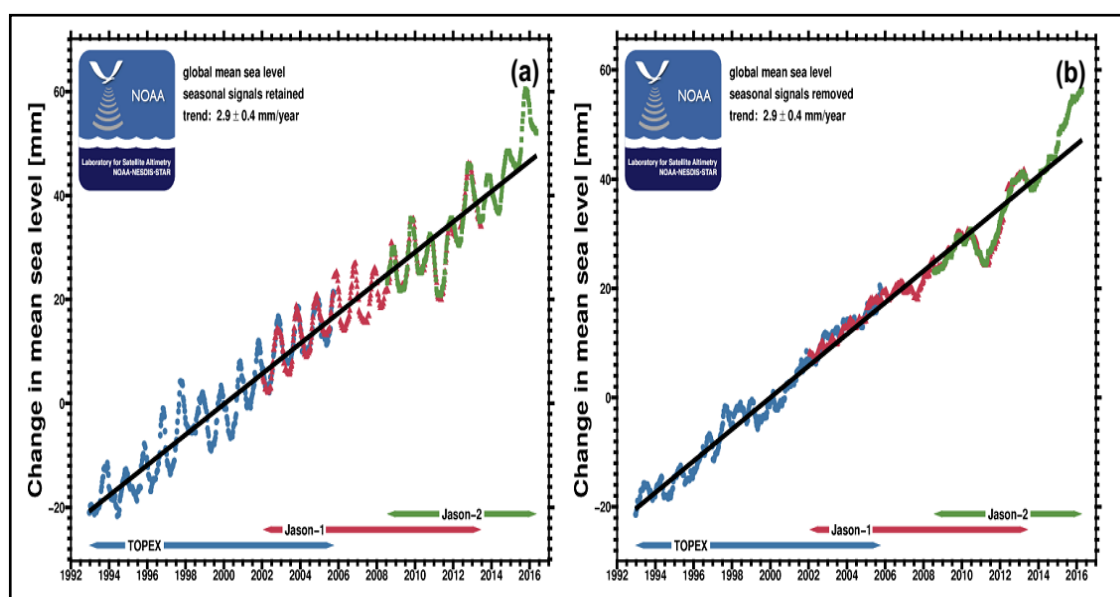 (a)
NOAA
global mean sea level
seasonal signals retained
trend: 2.9 ± 0.4 mm/year
Laboratory for Satellite Altimetry
NOAA-NESDIS-STAR
Change in mean sea level [mm]
60
40
20
0
−20
Jason−2
Jason−1
TOPEX
1992 1994 1996 1998 2000 2002 2004 2006 2008 2010 2012 2014 2016
(b)
NOAA
global mean sea level
seasonal signals removed
trend: 2.9 ± 0.4 mm/year
Laboratory for Satellite Altimetry
NOAA-NESDIS-STAR
Change in mean sea level [mm]
60
40
20
0
−20
Jason−2
Jason−1
TOPEX
1992 1994 1996 1998 2000 2002 2004 2006 2008 2010 2012 2014 2016